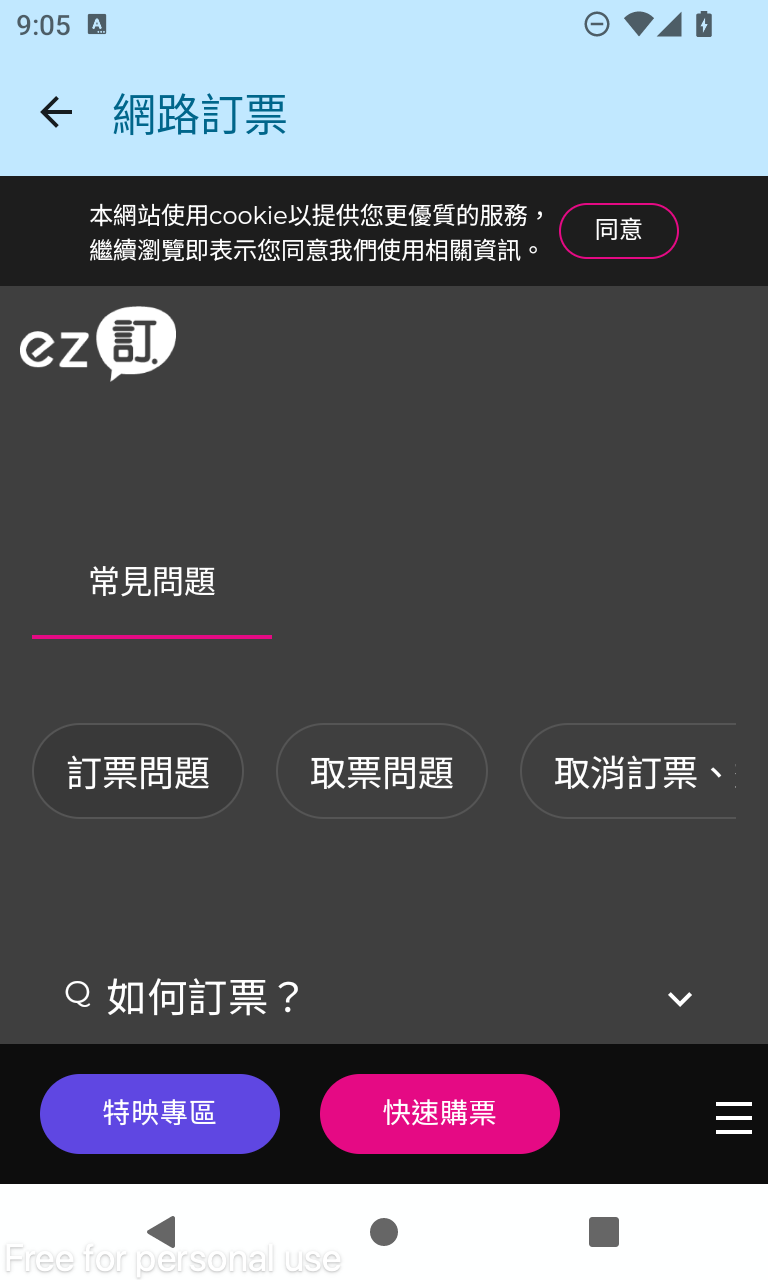 9:05
網路訂票
本網站使用cookie以提供您更優質的服務，
同意
繼續瀏覽即表示您同意我們使用相關資訊。
ez訂
常見問題
訂票問題
取票問題
取消訂票、
Q 如何訂票？
特映專區
快速購票
Free for personal use